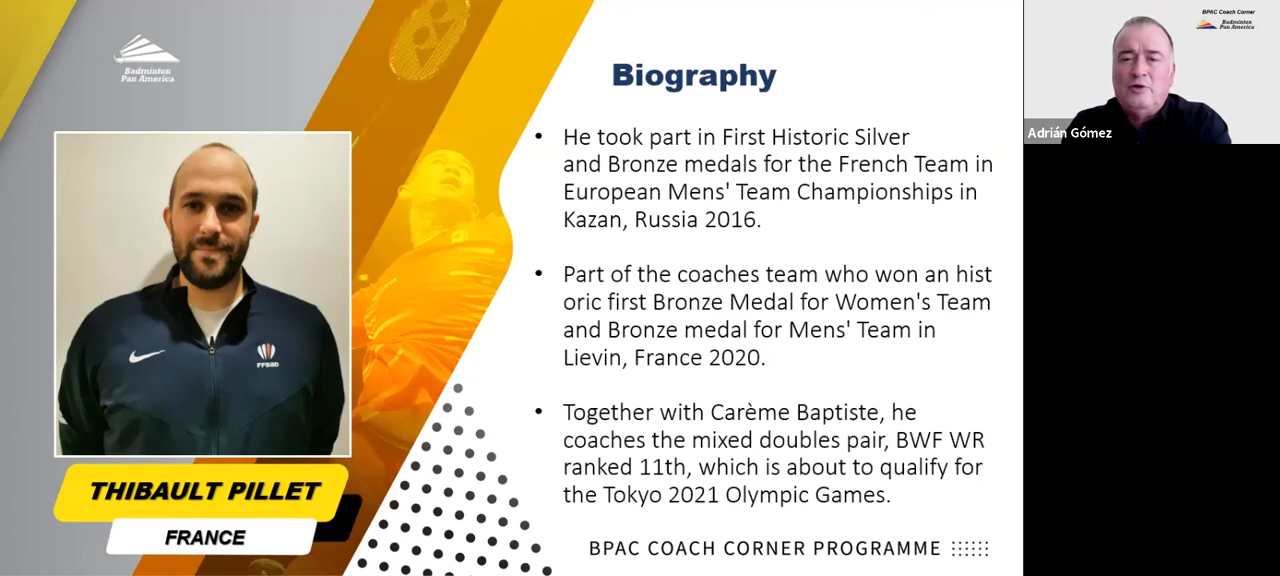 Badminton
Pan America
FFBaD
THIBAULT PILLET
FRANCE
Biography
• He took part in First Historic Silver
and Bronze medals for the French Team in
European Mens' Team Championships in
Kazan, Russia 2016.
• Part of the coaches team who won an hist
oric first Bronze Medal for Women's Team
and Bronze medal for Mens' Team in
Lievin, France 2020.
• Together with Carème Baptiste, he
coaches the mixed doubles pair, BWF WR
ranked 11th, which is about to qualify for
the Tokyo 2021 Olympic Games.
BPAC COACH CORNER PROGRAMME
BPAC Coach Corner
Badminton
Pan America
Adrián Gómez